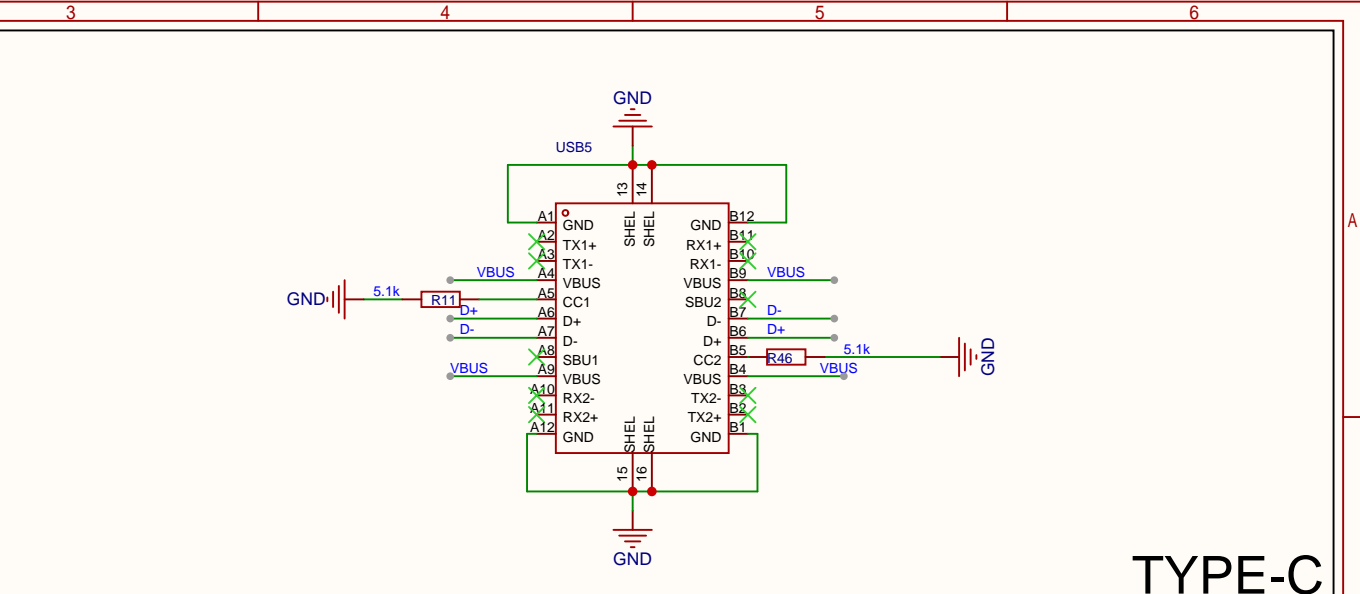 3 4 5 6
A
GND
USB5
13 14
SHEL SHEL
A1 GND GND B12
A2 TX1+ RX1+ B11
A3 TX1- RX1- B10
VBUS A4 VBUS VBUS B9 VBUS
GND 5.1k R11 A5 CC1 SBU2 B8
D+ A6 D+ D- B7 D-
D- A7 D- D+ B6 D+
A8 SBU1 CC2 B5 R46 5.1k GND
VBUS A9 VBUS VBUS B4 VBUS
A10 RX2- TX2- B3
A11 RX2+ TX2+ B2
A12 GND GND B1
SHEL SHEL
15 16
GND
TYPE-C